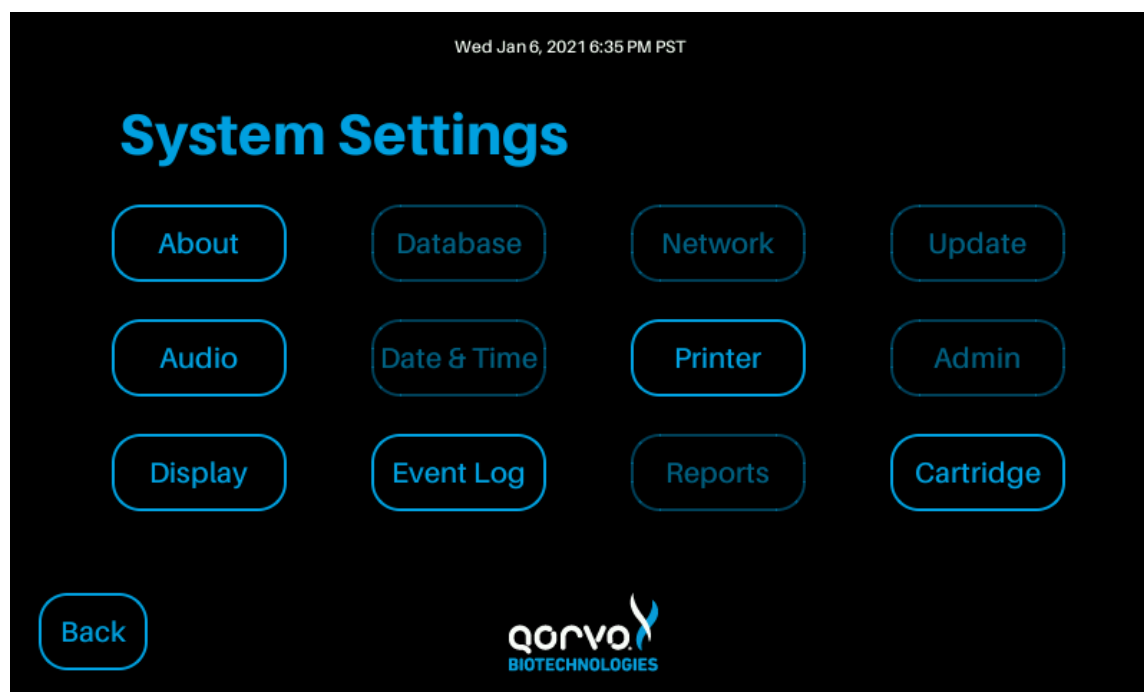 Wed Jan 6, 2021 6:35 PM PST
System Settings
About Database Network Update
Audio Date & Time Printer Admin
Display Event Log Reports Cartridge
Back
QORVO.
BIOTECHNOLOGIES